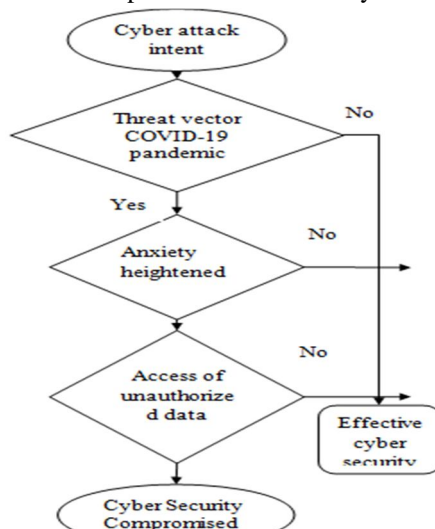 Cyber attack
intent
Threat vector
COVID-19
pandemic
No
Yes
Anxiety
heightened
No
Access of
unauthorize
d data
No
Effective
cyber
security
Cyber Security
Compromised